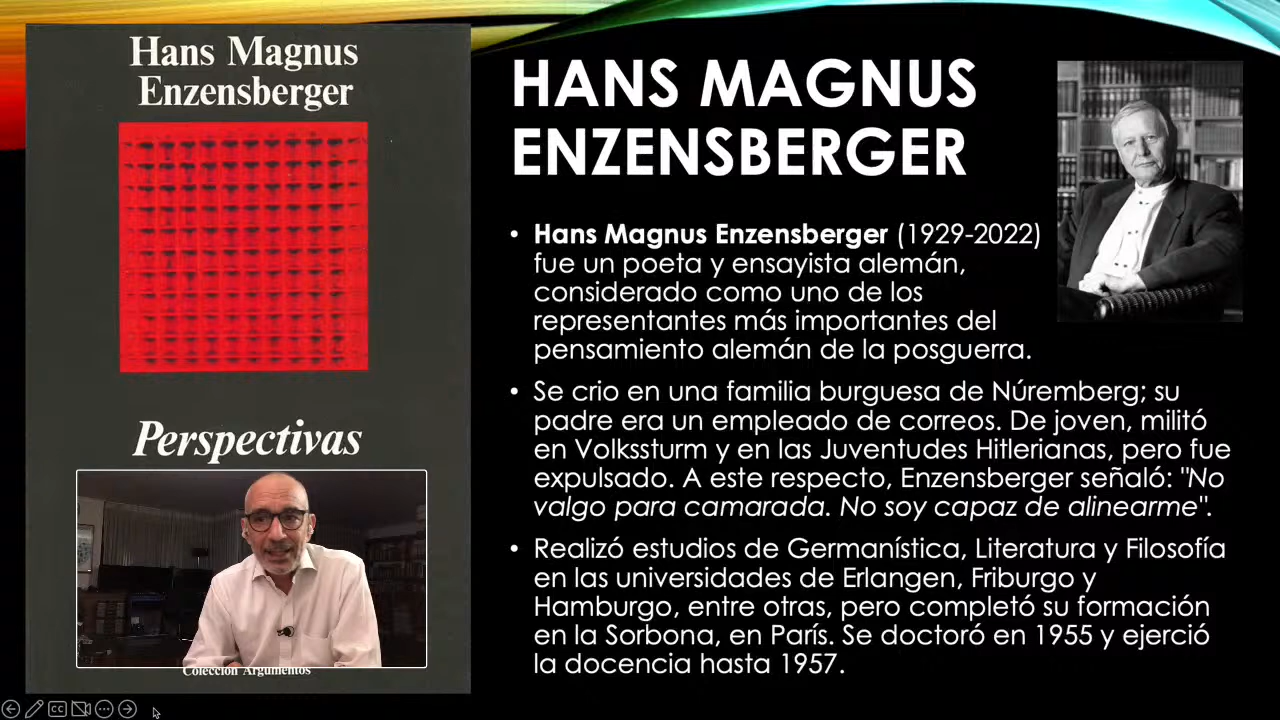 Hans Magnus
Enzensberger
Perspectivas
Colección Argumentos
HANS MAGNUS
ENZENSBERGER
• Hans Magnus Enzensberger (1929-2022)
fue un poeta y ensayista alemán,
considerado como uno de los
representantes más importantes del
pensamiento alemán de la posguerra.
• Se crio en una familia burguesa de Núremberg; su
padre era un empleado de correos. De joven, militó
en Volkssturm y en las Juventudes Hitlerianas, pero fue
expulsado. A este respecto, Enzensberger señaló: "No
valgo para camarada. No soy capaz de alinearme".
• Realizó estudios de Germanística, Literatura y Filosofía
en las universidades de Erlangen, Friburgo y
Hamburgo, entre otras, pero completó su formación
en la Sorbona, en París. Se doctoró en 1955 y ejerció
la docencia hasta 1957.
CC